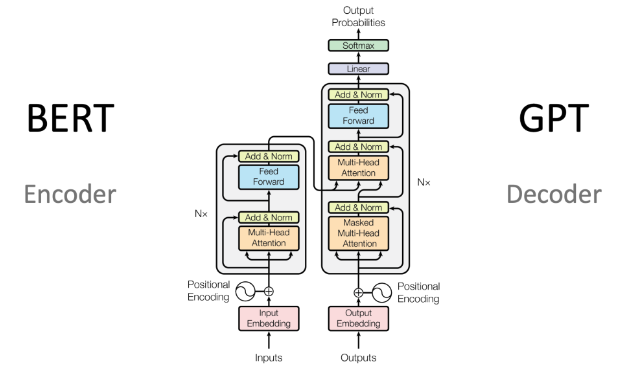 BERT
Encoder
Output
Probabilities
Softmax
Linear
Add & Norm
Feed
Forward
Add & Norm
Multi-Head
Attention
Add & Norm
Masked
Multi-Head
Attention
N×
Add & Norm
Feed
Forward
Add & Norm
Multi-Head
Attention
N×
Positional
Encoding
Positional
Encoding
Input
Embedding
Output
Embedding
Inputs
Outputs
GPT
Decoder